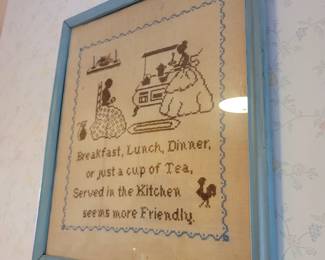 Breakfast, Lunch, Dinner,
or just a cup of Tea,
Served in the Kitchen
seems more Friendly.